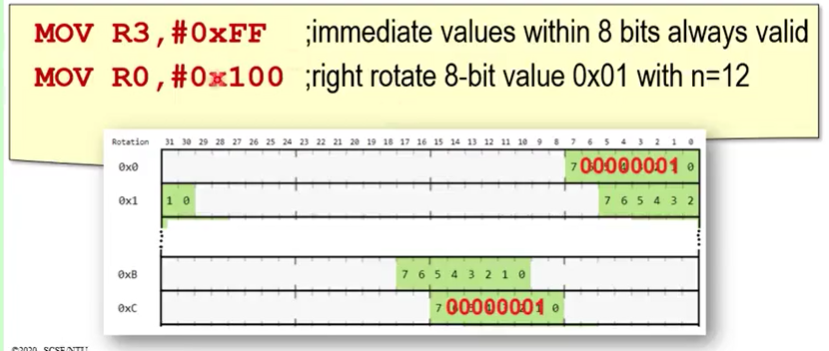 MOV R3,#0xFF ;immediate values within 8 bits always valid
MOV R0,#0x100 ;right rotate 8-bit value 0x01 with n=12
Rotation 31 30 29 28 27 26 25 24 23 22 21 20 19 18 17 16 15 14 13 12 11 10 9 8 7 6 5 4 3 2 1 0
0x0 7 00000001 0
0x1 1 0 7 6 5 4 3 2
0xB 7 6 5 4 3 2 1 0
0xC 7 00000001 0
©2020 SCSE/NTU